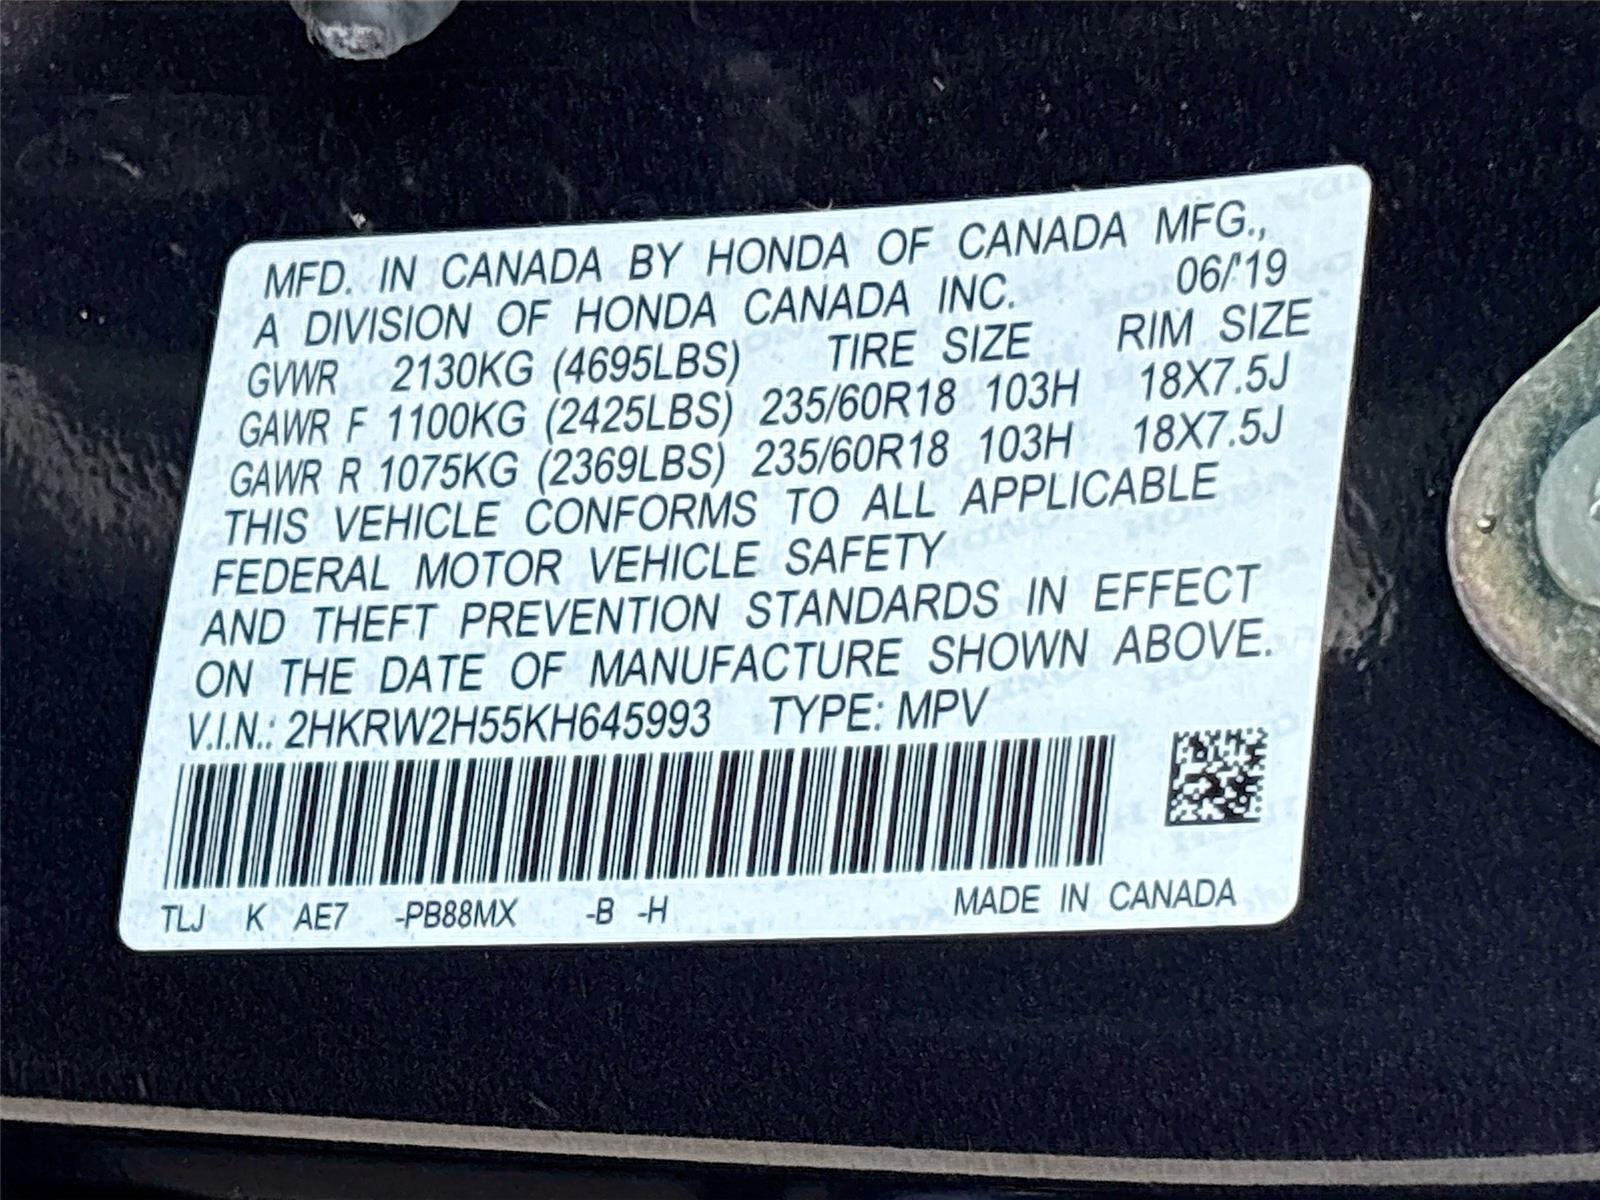 MFD. IN CANADA BY HONDA OF CANADA MFG.,
A DIVISION OF HONDA CANADA INC. 06/'19
GVWR 2130KG (4695LBS) TIRE SIZE RIM SIZE
GAWR F 1100KG (2425LBS) 235/60R18 103H 18X7.5J
GAWR R 1075KG (2369LBS) 235/60R18 103H 18X7.5J
THIS VEHICLE CONFORMS TO ALL APPLICABLE
FEDERAL MOTOR VEHICLE SAFETY
AND THEFT PREVENTION STANDARDS IN EFFECT
ON THE DATE OF MANUFACTURE SHOWN ABOVE.
V.I.N.: 2HKRW2H55KH645993 TYPE: MPV
TLJ K AE7 -PB88MX -B -H MADE IN CANADA